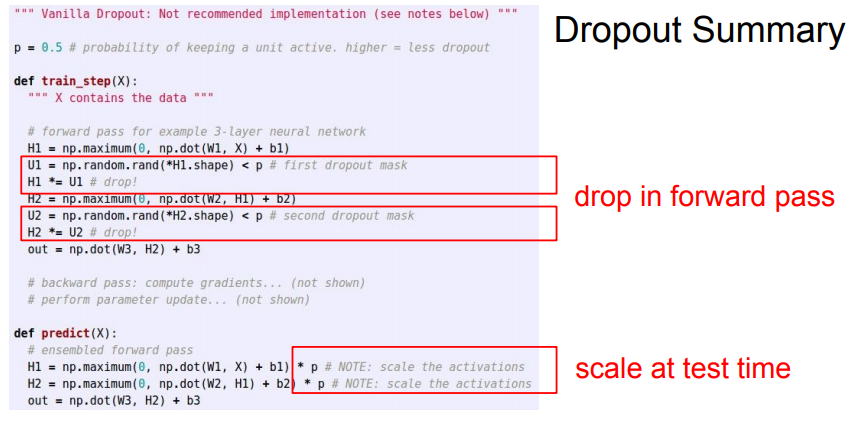 Dropout Summary
""" Vanilla Dropout: Not recommended implementation (see notes below) """
p = 0.5 # probability of keeping a unit active. higher = less dropout
def train_step(X):
""" X contains the data """
# forward pass for example 3-layer neural network
H1 = np.maximum(0, np.dot(W1, X) + b1)
U1 = np.random.rand(*H1.shape) < p # first dropout mask
H1 *= U1 # drop!
H2 = np.maximum(0, np.dot(W2, H1) + b2)
U2 = np.random.rand(*H2.shape) < p # second dropout mask
H2 *= U2 # drop!
out = np.dot(W3, H2) + b3
drop in forward pass
# backward pass: compute gradients... (not shown)
# perform parameter update... (not shown)
def predict(X):
# ensembled forward pass
H1 = np.maximum(0, np.dot(W1, X) + b1) * p # NOTE: scale the activations
H2 = np.maximum(0, np.dot(W2, H1) + b2) * p # NOTE: scale the activations
out = np.dot(W3, H2) + b3
scale at test time